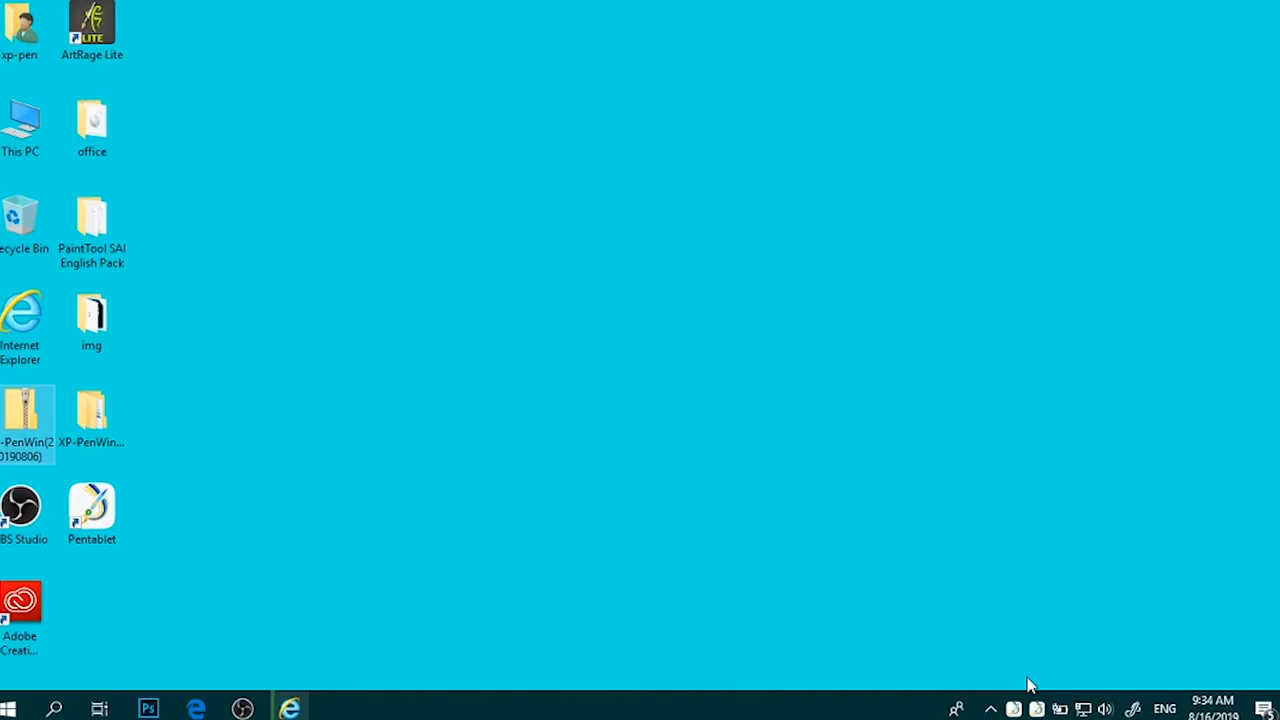 xp-pen
ArtRage Lite
LITE
This PC
office
ecycle Bin
PaintTool SAI
English Pack
Internet
Explorer
img
-PenWin(2
0190806)
XP-PenWin...
BS Studio
Pentablet
Adobe
Creati...
Ps
ENG
9:34 AM
8/16/2019